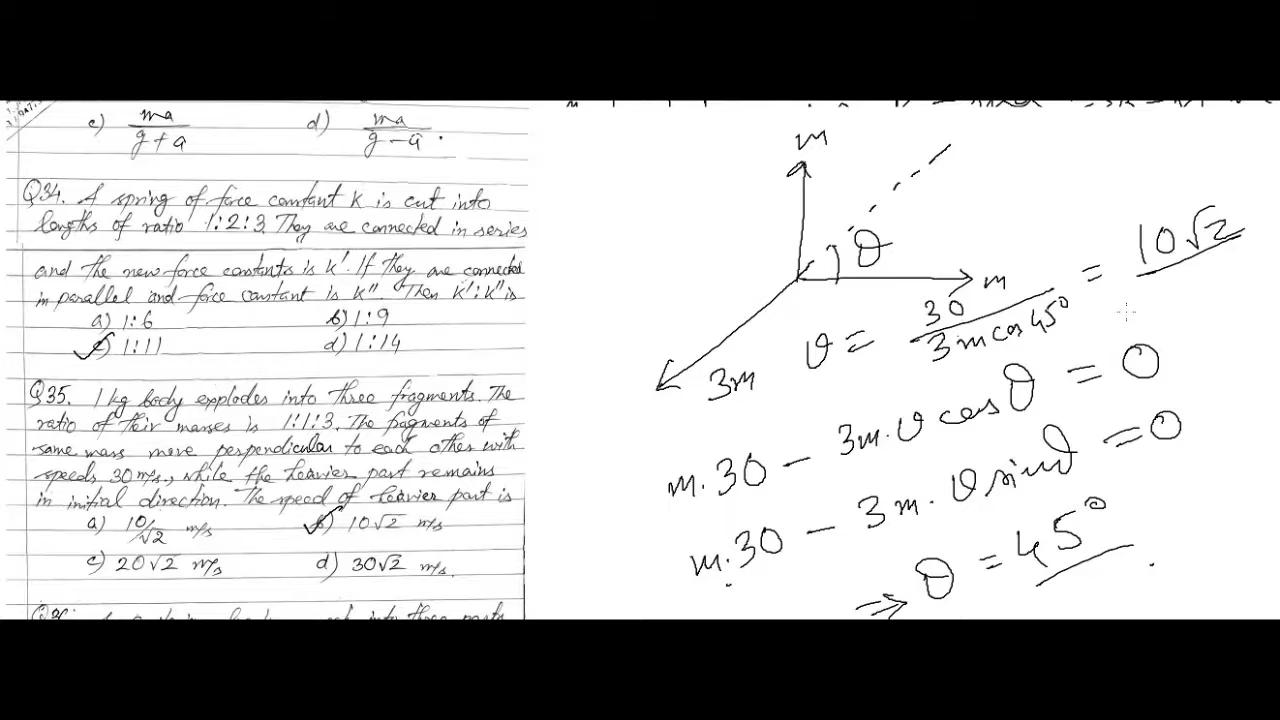 c) ma/g + a d) ma/g - a .
Q34. A spring of force constant K is cut into
lengths of ratio 1:2:3. They are connected in series
and the new force constants is K'. If they are connected
in parallel and force constant is K". Then K':K" is
a) 1:6 b) 1:9
c) 1:11 d) 1:14
Q35. 1 kg body explodes into three fragments. The
ratio of their masses is 1:1:3. The fragments of
same mass move perpendicular to each other with
speeds 30 m/s, while the heavier part remains
in initial direction. The speed of heavier part is
a) 10/√2 m/s b) 10√2 m/s
c) 20√2 m/s d) 30√2 m/s.
m
θ
m
3m
v = 30/3m cos 45° = 10√2
m.30 - 3m.v cos θ = 0
m.30 - 3m.v sin θ = 0
⇒ θ = 45°